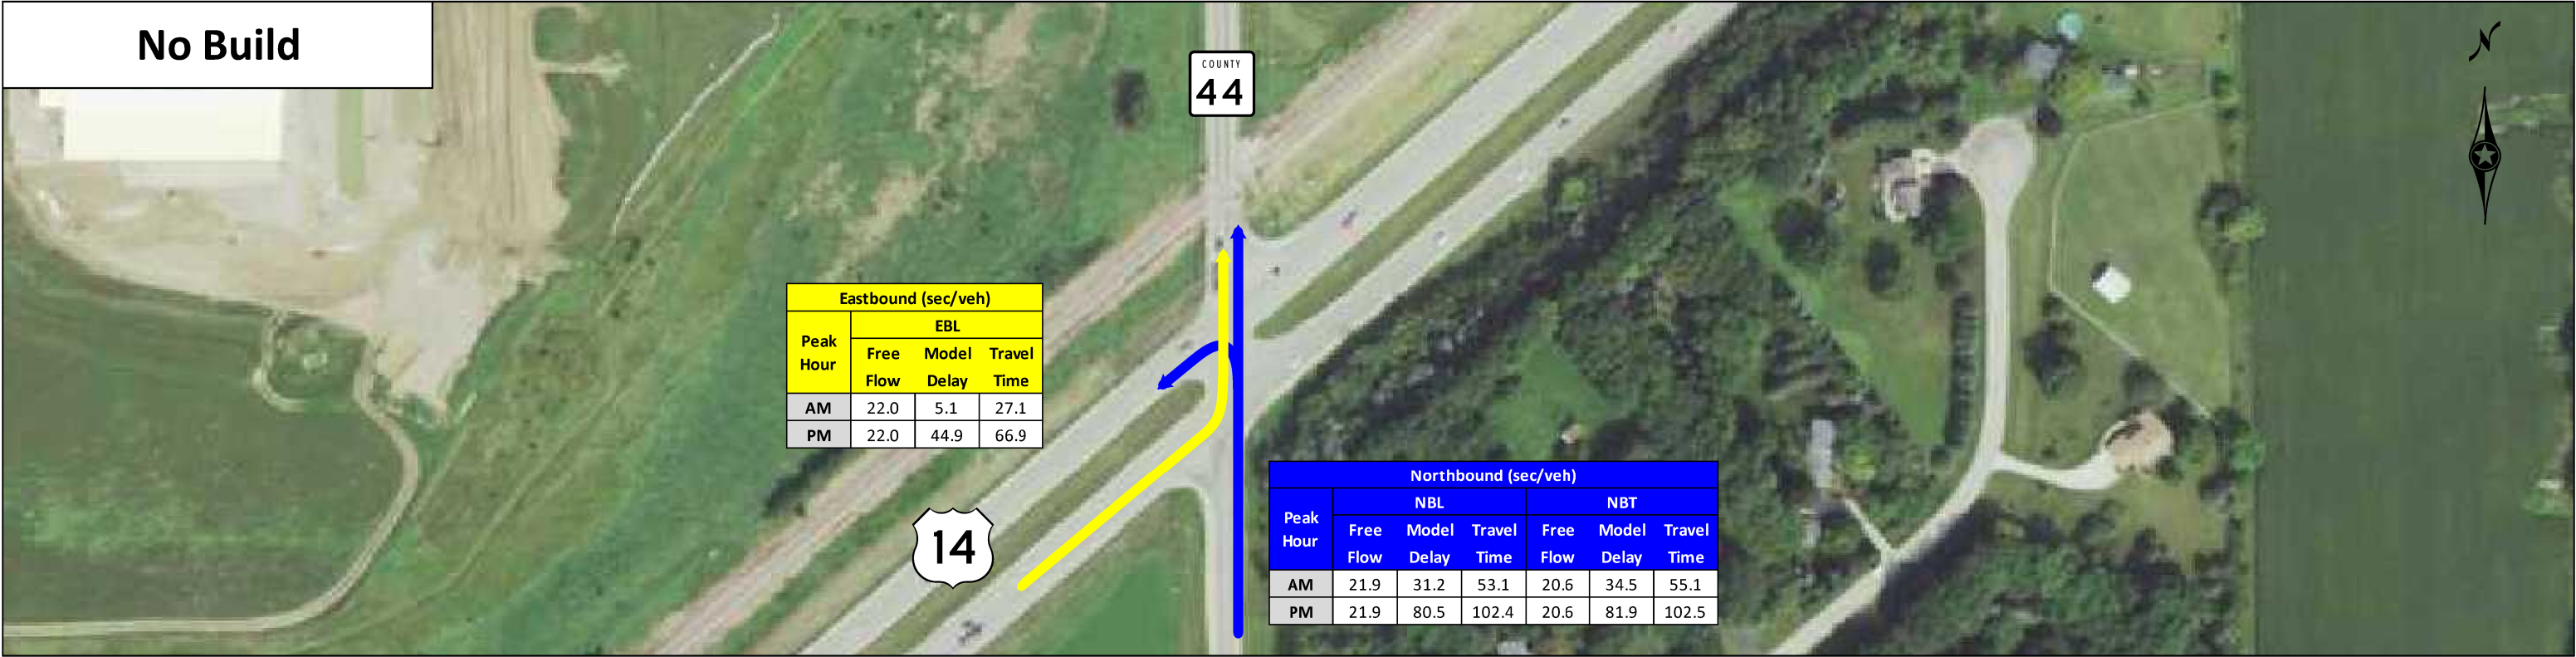 No Build
COUNTY
44
N
Eastbound (sec/veh)
EBL
Peak Hour
Free Flow Model Delay Travel Time
AM 22.0 5.1 27.1
PM 22.0 44.9 66.9
14
Northbound (sec/veh)
NBL NBT
Peak Hour
Free Flow Model Delay Travel Time Free Flow Model Delay Travel Time
AM 21.9 31.2 53.1 20.6 34.5 55.1
PM 21.9 80.5 102.4 20.6 81.9 102.5